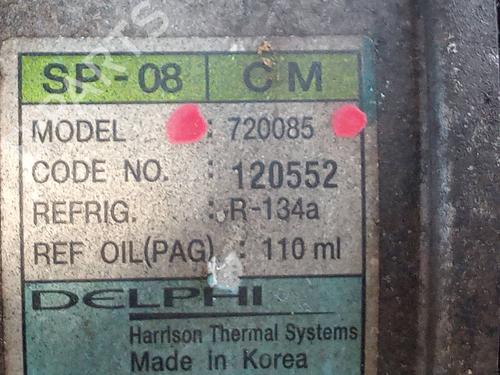 SP-08 CM
MODEL : 720085
CODE NO. : 120552
REFRIG. : R-134a
REF OIL(PAG) : 110 ml
DELPHI
Harrison Thermal Systems
Made in Korea